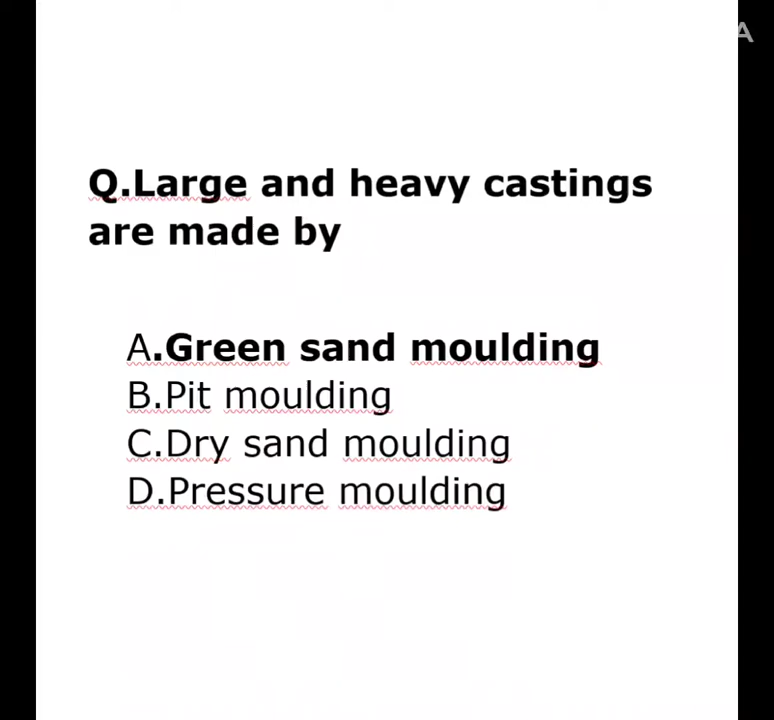 A
Q.Large and heavy castings
are made by
A.Green sand moulding
B.Pit moulding
C.Dry sand moulding
D.Pressure moulding